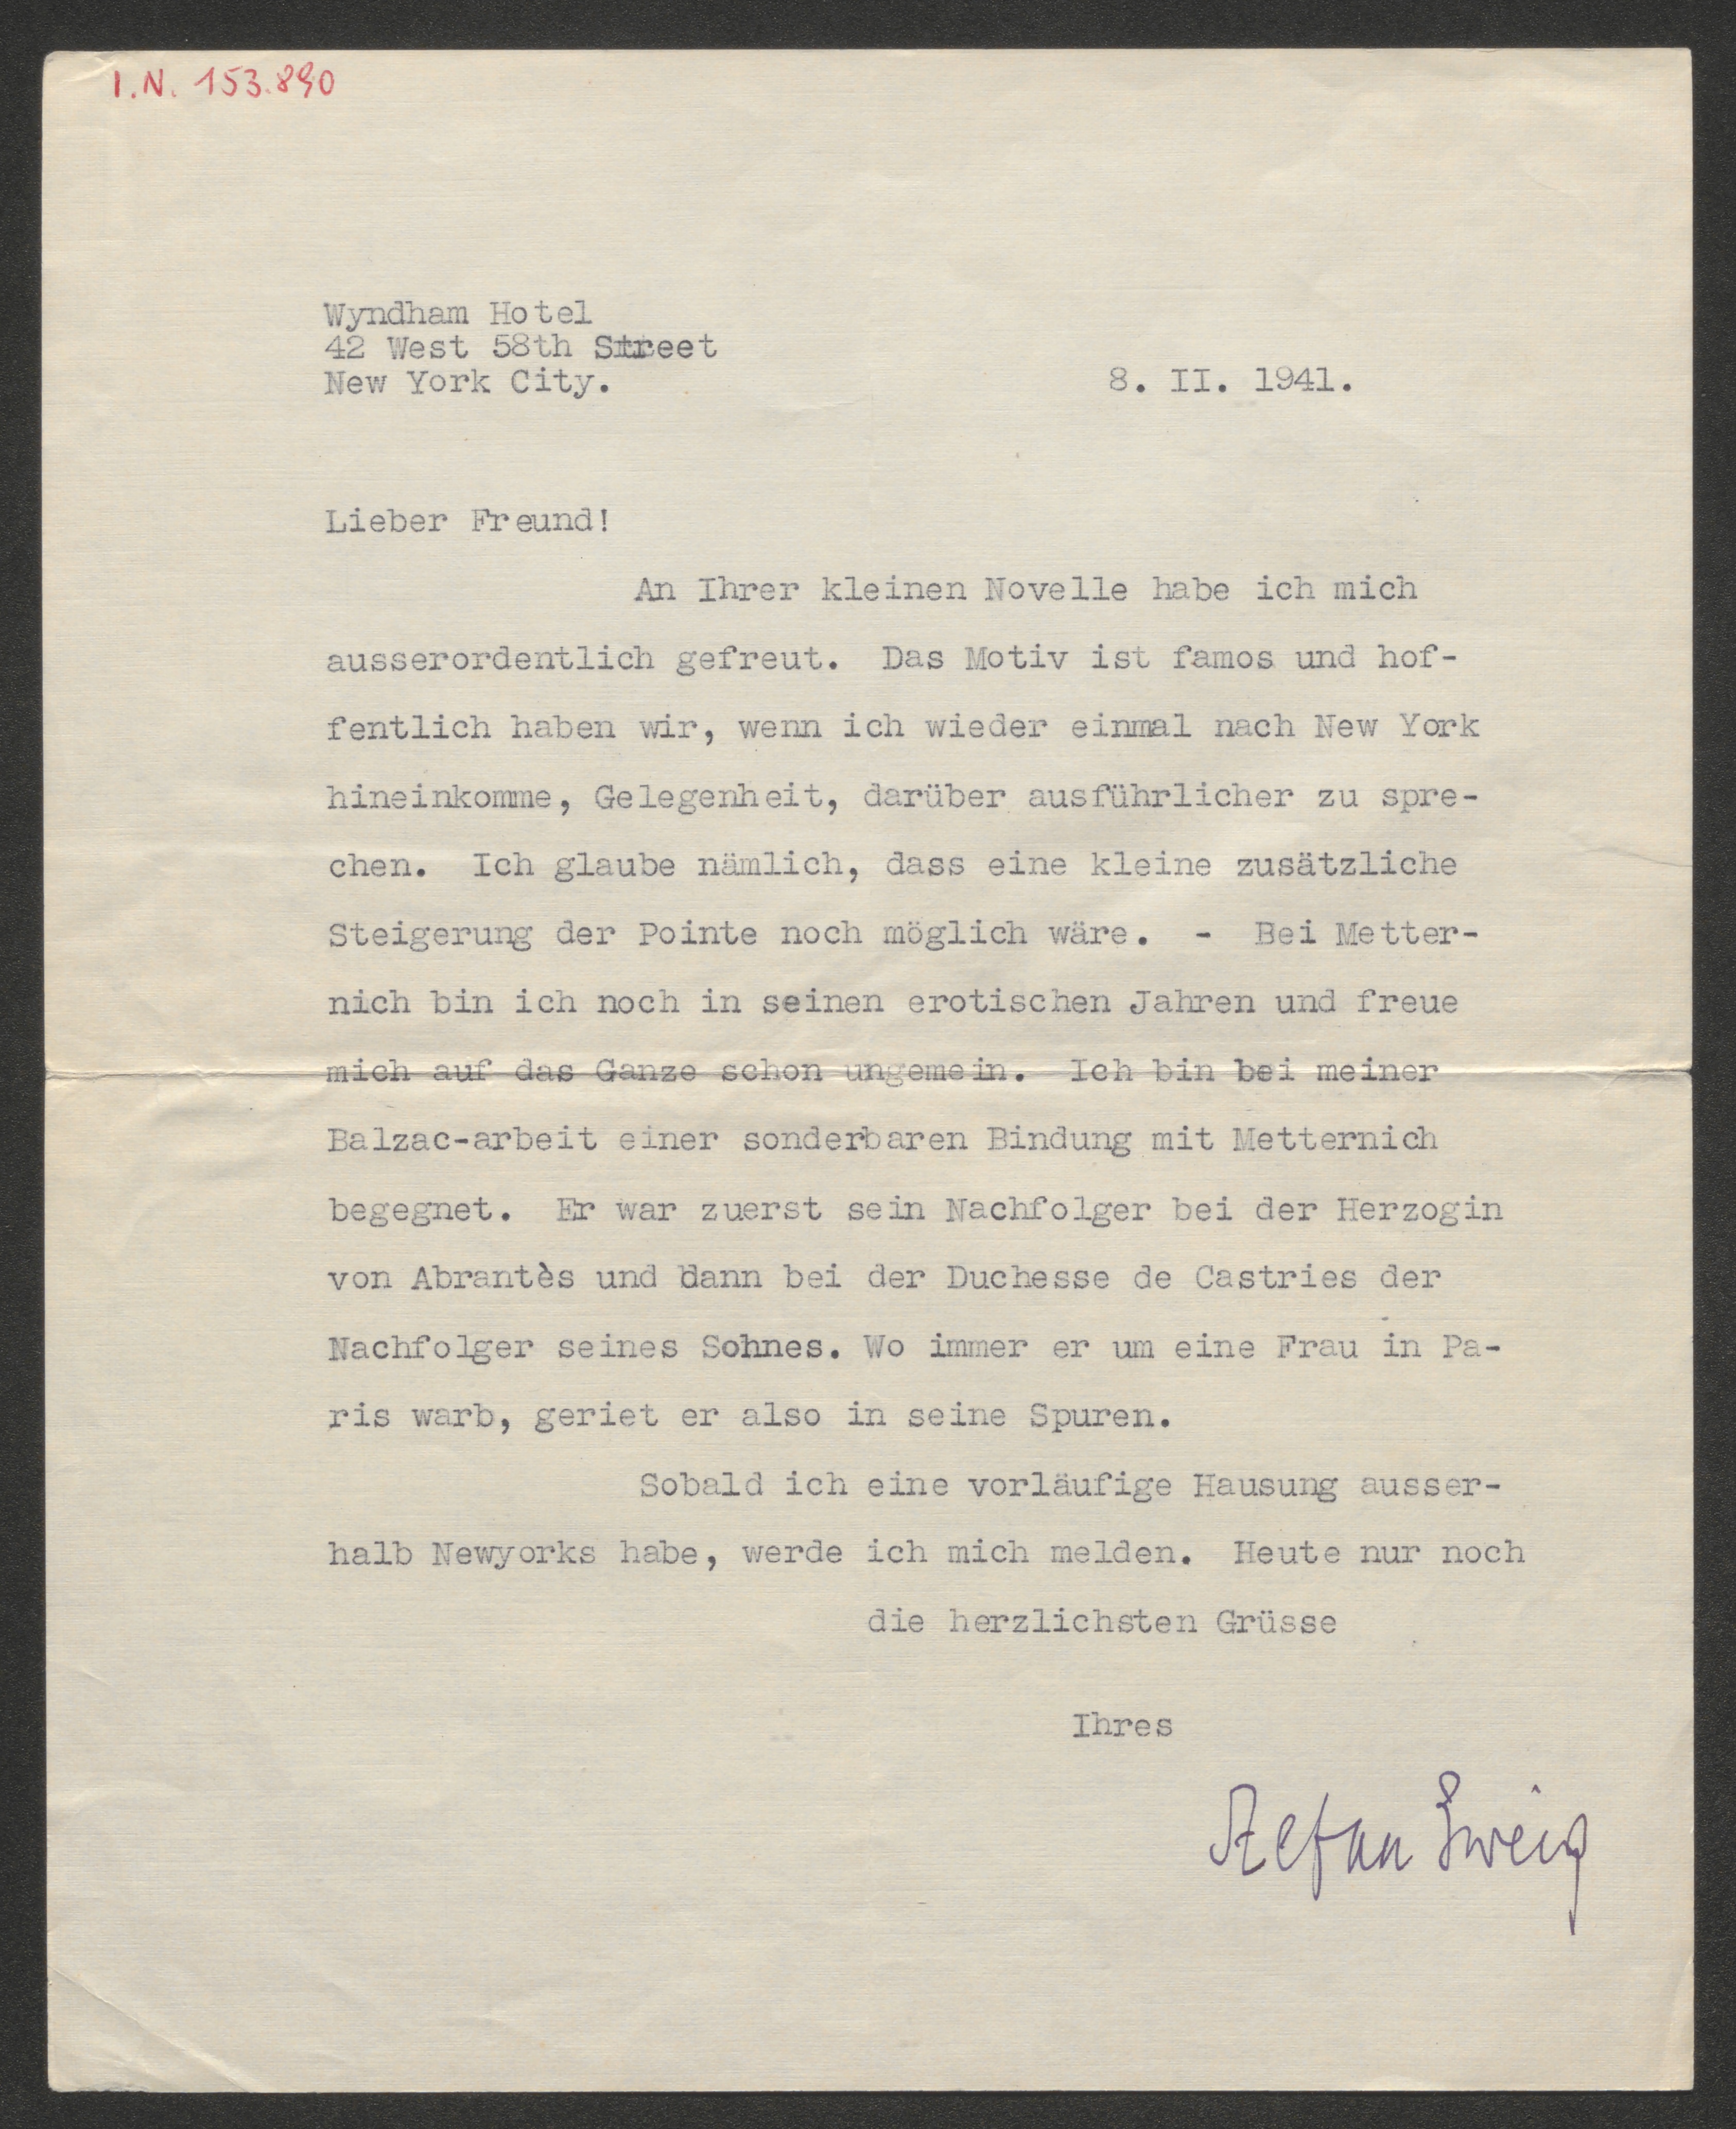 I.N. 153.890
Wyndham Hotel
42 West 58th Street
New York City.
8. II. 1941.
Lieber Freund!
An Ihrer kleinen Novelle habe ich mich
ausserordentlich gefreut. Das Motiv ist famos und hof-
fentlich haben wir, wenn ich wieder einmal nach New York
hineinkomme, Gelegenheit, darüber ausführlicher zu spre-
chen. Ich glaube nämlich, dass eine kleine zusätzliche
Steigerung der Pointe noch möglich wäre. - Bei Metter-
nich bin ich noch in seinen erotischen Jahren und freue
mich auf das Ganze schon ungemein. Ich bin bei meiner
Balzac-arbeit einer sonderbaren Bindung mit Metternich
begegnet. Er war zuerst sein Nachfolger bei der Herzogin
von Abrantès und dann bei der Duchesse de Castries der
Nachfolger seines Sohnes. Wo immer er um eine Frau in Pa-
ris warb, geriet er also in seine Spuren.
Sobald ich eine vorläufige Hausung ausser-
halb Newyorks habe, werde ich mich melden. Heute nur noch
die herzlichsten Grüsse
Ihres
Stefan Zweig